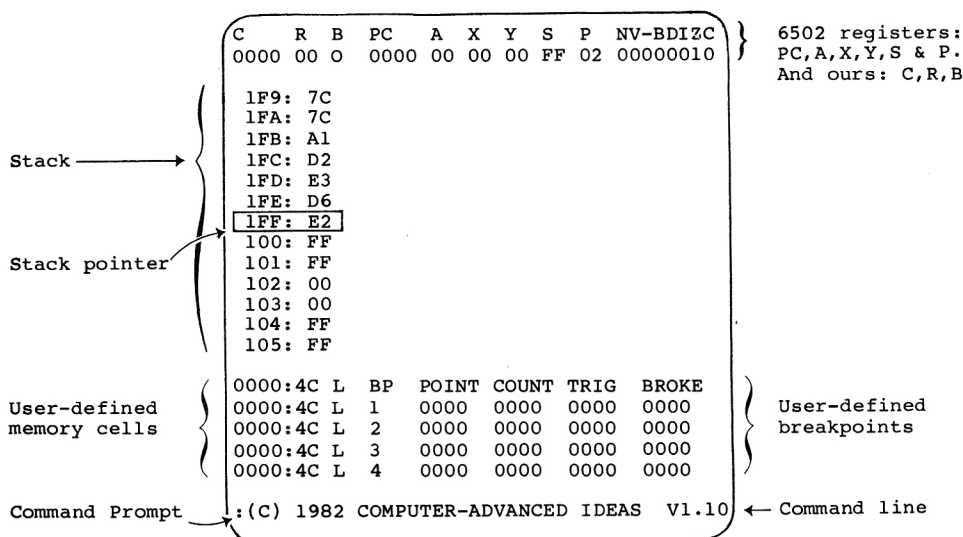 C R B PC A X Y S P NV-BDIZC
0000 00 O 0000 00 00 00 FF 02 00000010
6502 registers:
PC,A,X,Y,S & P.
And ours: C,R,B
1F9: 7C
1FA: 7C
1FB: A1
1FC: D2
1FD: E3
1FE: D6
1FF: E2
100: FF
101: FF
102: 00
103: 00
104: FF
105: FF
Stack
Stack pointer
0000:4C L BP POINT COUNT TRIG BROKE
0000:4C L 1 0000 0000 0000 0000
0000:4C L 2 0000 0000 0000 0000
0000:4C L 3 0000 0000 0000 0000
0000:4C L 4 0000 0000 0000 0000
User-defined
memory cells
User-defined
breakpoints
Command Prompt
:(C) 1982 COMPUTER-ADVANCED IDEAS V1.10
Command line